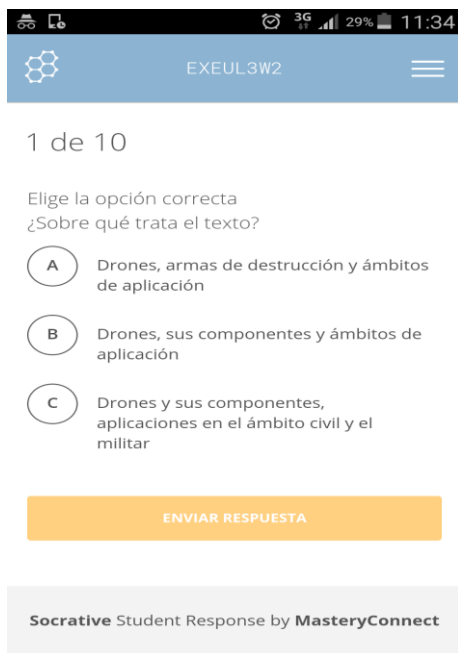 3G 29% 11:34
EXEUL3W2
1 de 10
Elige la opción correcta
¿Sobre qué trata el texto?
A Drones, armas de destrucción y ámbitos
de aplicación
B Drones, sus componentes y ámbitos de
aplicación
C Drones y sus componentes,
aplicaciones en el ámbito civil y el
militar
ENVIAR RESPUESTA
Socrative Student Response by MasteryConnect